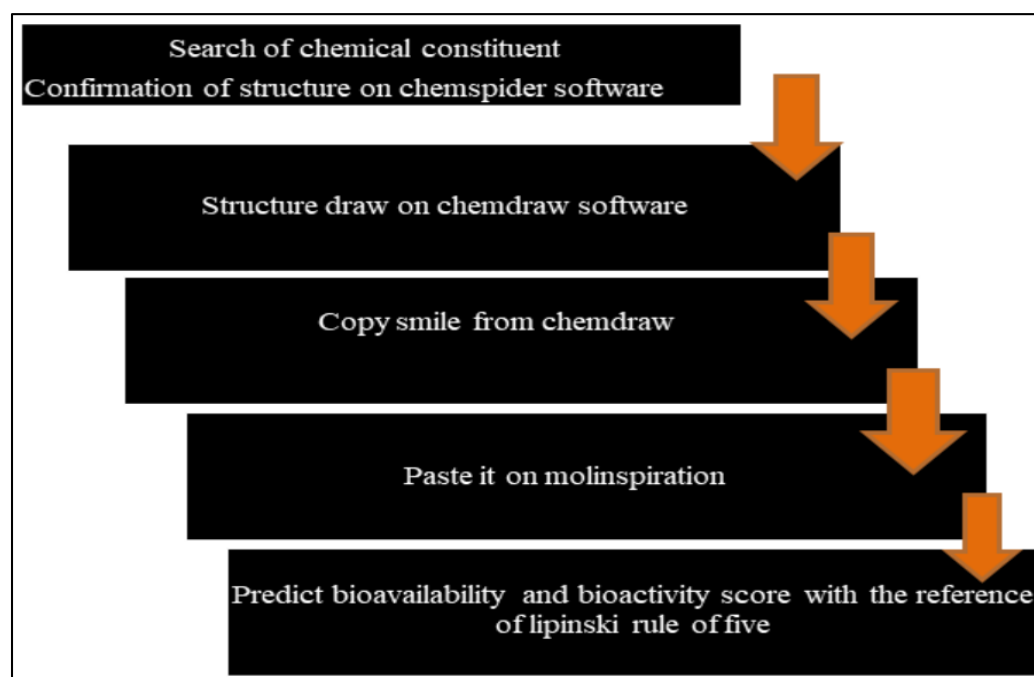 Search of chemical constituent
Confirmation of structure on chemspider software
Structure draw on chemdraw software
Copy smile from chemdraw
Paste it on molinspiration
Predict bioavailability and bioactivity score with the reference
of lipinski rule of five